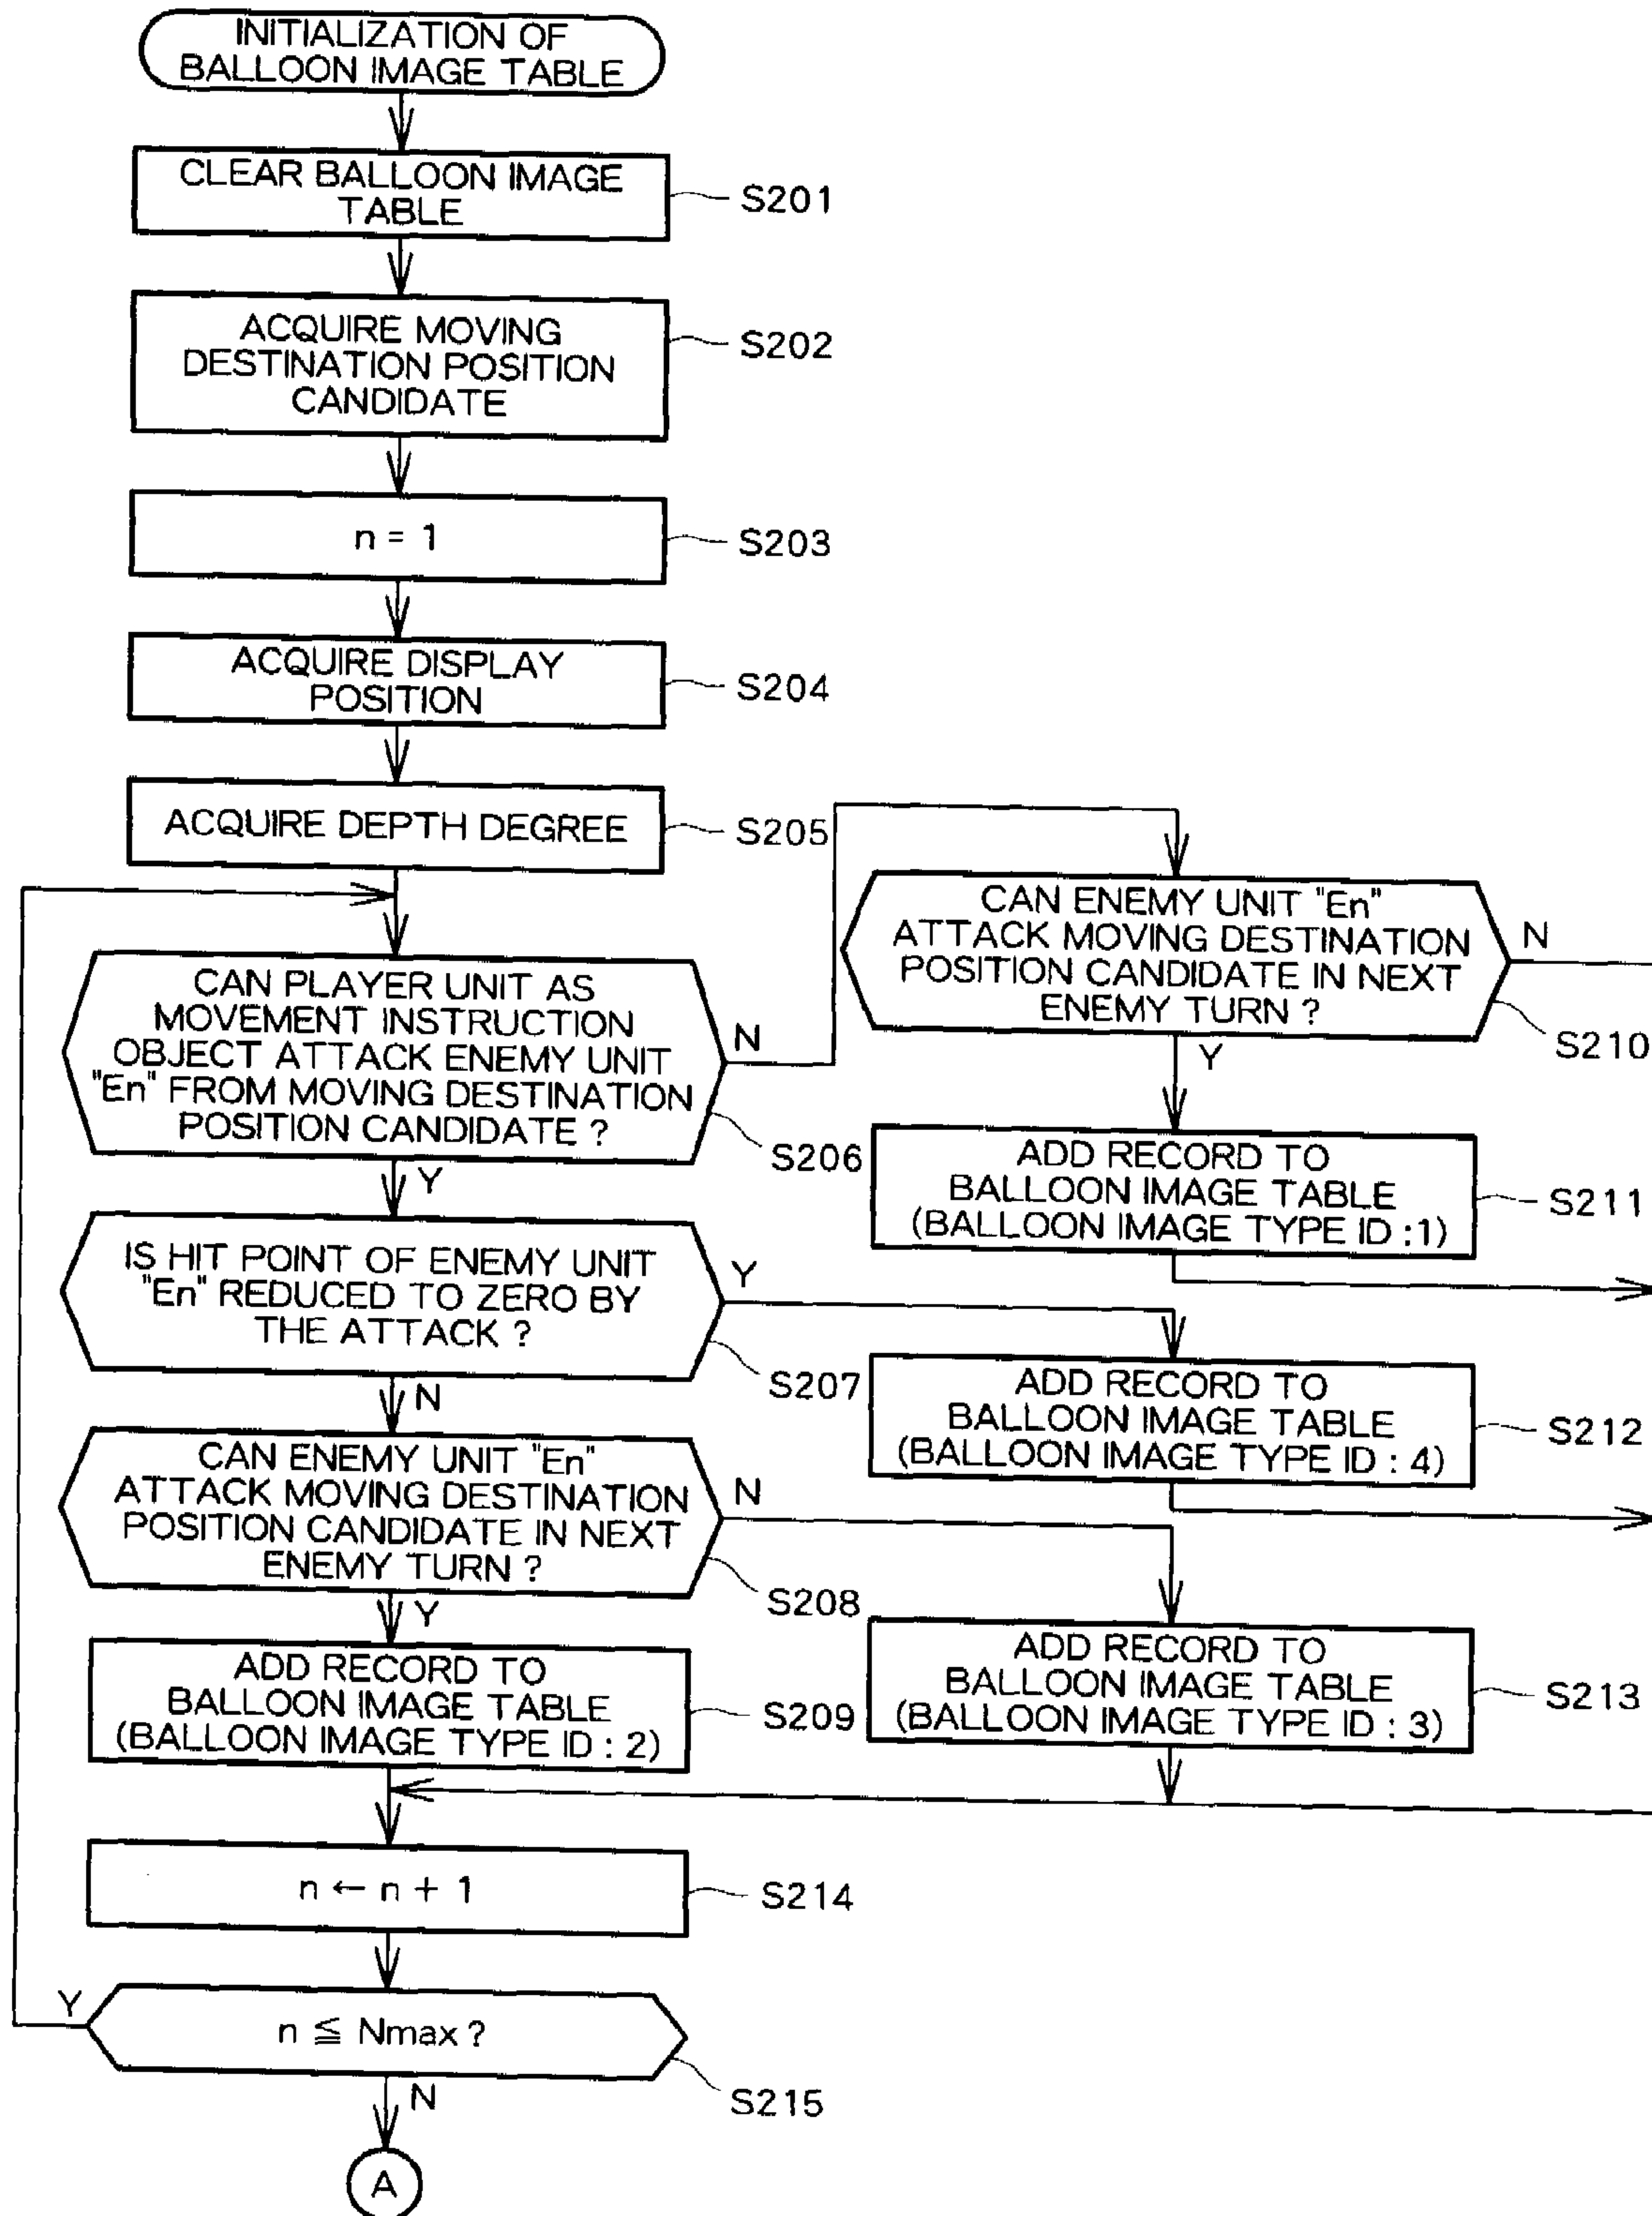 INITIALIZATION OF
BALLOON IMAGE TABLE
CLEAR BALLOON IMAGE
TABLE
S201
ACQUIRE MOVING
DESTINATION POSITION
CANDIDATE
S202
n = 1
S203
ACQUIRE DISPLAY
POSITION
S204
ACQUIRE DEPTH DEGREE
S205
CAN PLAYER UNIT AS
MOVEMENT INSTRUCTION
OBJECT ATTACK ENEMY UNIT
"En" FROM MOVING DESTINATION
POSITION CANDIDATE ?
N
S206
Y
CAN ENEMY UNIT "En"
ATTACK MOVING DESTINATION
POSITION CANDIDATE IN NEXT
ENEMY TURN ?
N
S210
Y
ADD RECORD TO
BALLOON IMAGE TABLE
(BALLOON IMAGE TYPE ID :1)
S211
IS HIT POINT OF ENEMY UNIT
"En" REDUCED TO ZERO BY
THE ATTACK ?
Y
S207
N
ADD RECORD TO
BALLOON IMAGE TABLE
(BALLOON IMAGE TYPE ID : 4)
S212
CAN ENEMY UNIT "En"
ATTACK MOVING DESTINATION
POSITION CANDIDATE IN NEXT
ENEMY TURN ?
N
S208
Y
ADD RECORD TO
BALLOON IMAGE TABLE
(BALLOON IMAGE TYPE ID : 2)
S209
ADD RECORD TO
BALLOON IMAGE TABLE
(BALLOON IMAGE TYPE ID : 3)
S213
n ← n + 1
S214
Y
n ≦ Nmax ?
S215
N
A